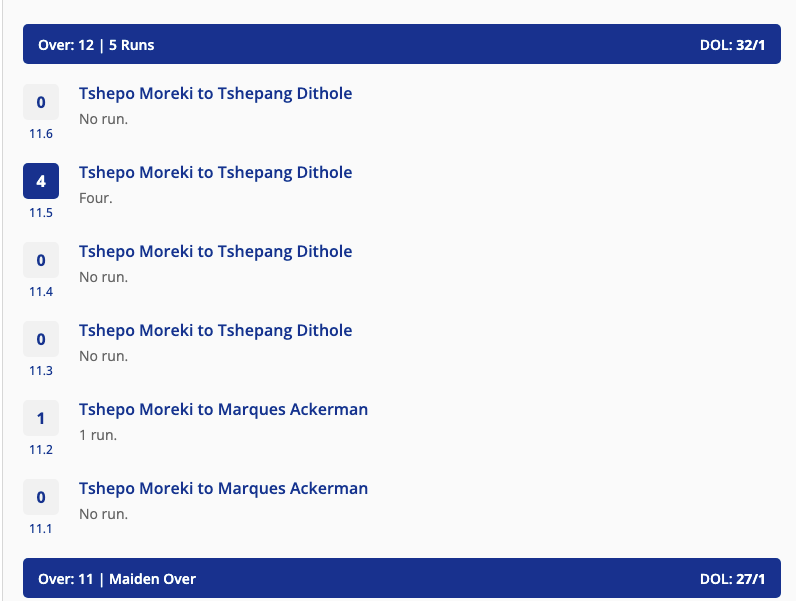 Over: 12 | 5 Runs DOL: 32/1
0 Tshepo Moreki to Tshepang Dithole
No run.
11.6
4 Tshepo Moreki to Tshepang Dithole
Four.
11.5
0 Tshepo Moreki to Tshepang Dithole
No run.
11.4
0 Tshepo Moreki to Tshepang Dithole
No run.
11.3
1 Tshepo Moreki to Marques Ackerman
1 run.
11.2
0 Tshepo Moreki to Marques Ackerman
No run.
11.1
Over: 11 | Maiden Over DOL: 27/1